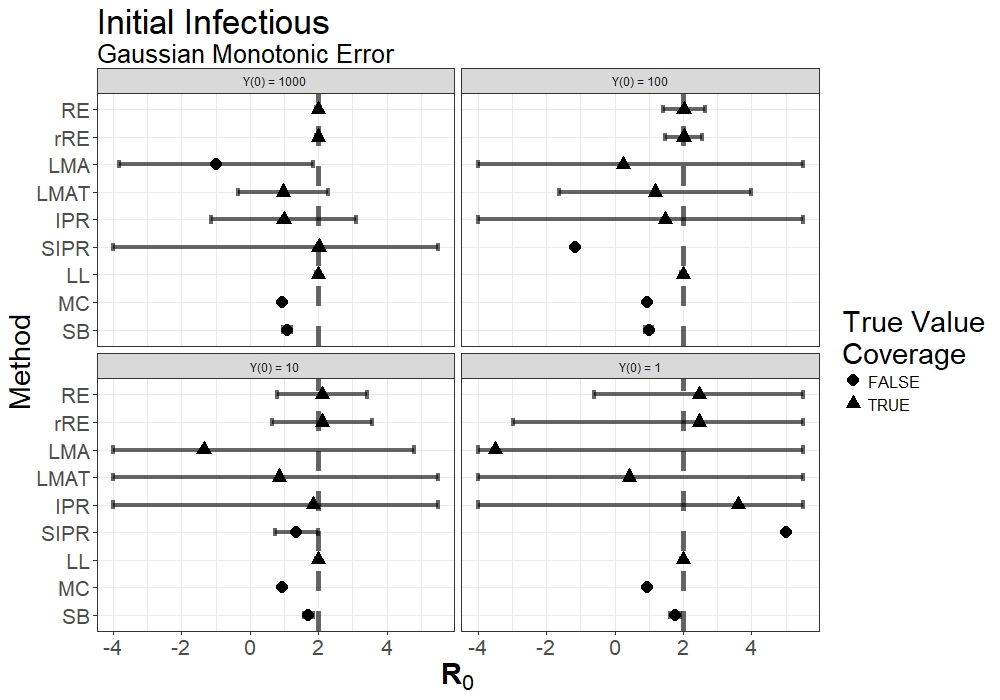 Initial Infectious
Gaussian Monotonic Error
Y(0) = 1000
Y(0) = 100
RE
rRE
LMA
LMAT
IPR
SIPR
LL
MC
SB
Y(0) = 10
Y(0) = 1
RE
rRE
LMA
LMAT
IPR
SIPR
LL
MC
SB
-4 -2 0 2 4
-4 -2 0 2 4
Method
R0
True Value
Coverage
FALSE
TRUE